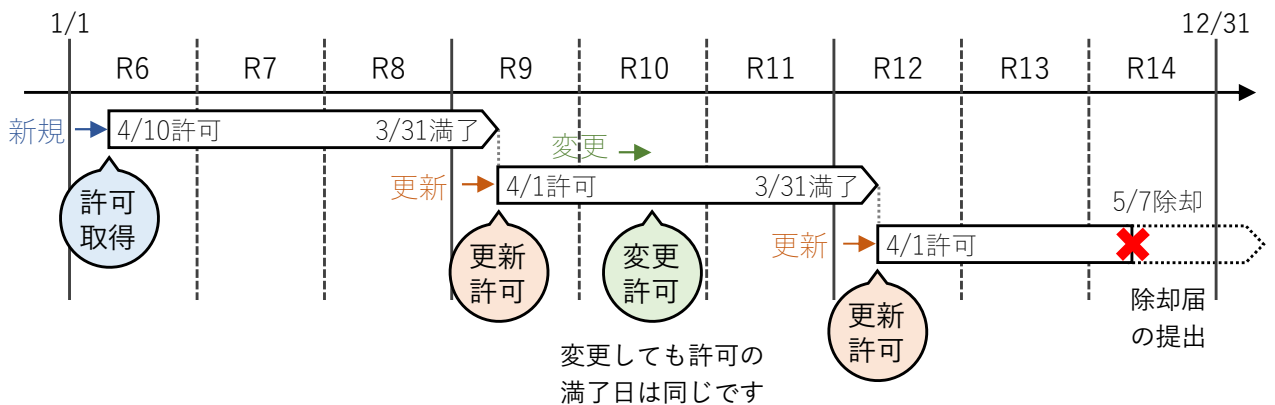 1/1
12/31
R6
R7
R8
R9
R10
R11
R12
R13
R14
新規
4/10許可
3/31満了
変更
更新
4/1許可
3/31満了
許可
取得
5/7除却
更新
4/1許可
更新
許可
変更
許可
除却届
の提出
更新
許可
変更しても許可の
満了日は同じです